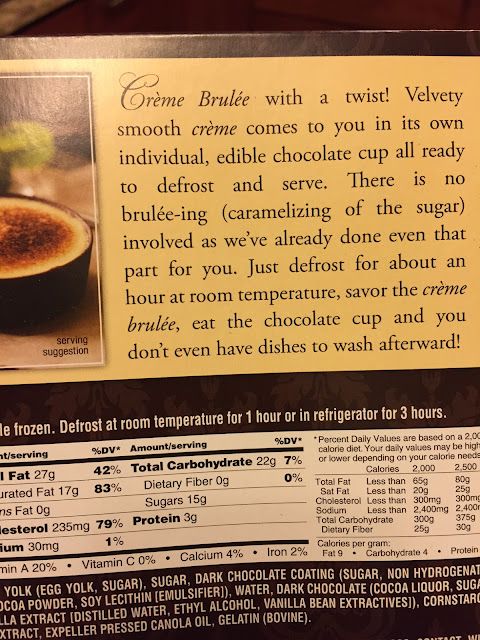 Crème Brulée with a twist! Velvety
smooth crème comes to you in its own
individual, edible chocolate cup all ready
to defrost and serve. There is no
brulée-ing (caramelizing of the sugar)
involved as we've already done even that
part for you. Just defrost for about an
hour at room temperature, savor the crème
brulée, eat the chocolate cup and you
don't even have dishes to wash afterward!
serving
suggestion
le frozen. Defrost at room temperature for 1 hour or in refrigerator for 3 hours.
nt/serving %DV* Amount/serving %DV*
l Fat 27g 42% Total Carbohydrate 22g 7%
urated Fat 17g 83% Dietary Fiber 0g 0%
ns Fat 0g Sugars 15g
olesterol 235mg 79% Protein 3g
ium 30mg 1%
min A 20% • Vitamin C 0% • Calcium 4% • Iron 2%
*Percent Daily Values are based on a 2,00
calorie diet. Your daily values may be high
or lower depending on your calorie needs
Calories 2,000 2,500
Total Fat Less than 65g 80g
Sat Fat Less than 20g 25g
Cholesterol Less than 300mg 300mg
Sodium Less than 2,400mg 2,400m
Total Carbohydrate 300g 375g
Dietary Fiber 25g 30g
Calories per gram:
Fat 9 • Carbohydrate 4 • Protein
YOLK (EGG YOLK, SUGAR), SUGAR, DARK CHOCOLATE COATING (SUGAR, NON HYDROGENAT
OCOA POWDER, SOY LECITHIN [EMULSIFIER]), WATER, DARK CHOCOLATE (COCOA LIQUOR, SUGA
LLA EXTRACT (DISTILLED WATER, ETHYL ALCOHOL, VANILLA BEAN EXTRACTIVES)), CORNSTARC
EXTRACT, EXPELLER PRESSED CANOLA OIL, GELATIN (BOVINE).